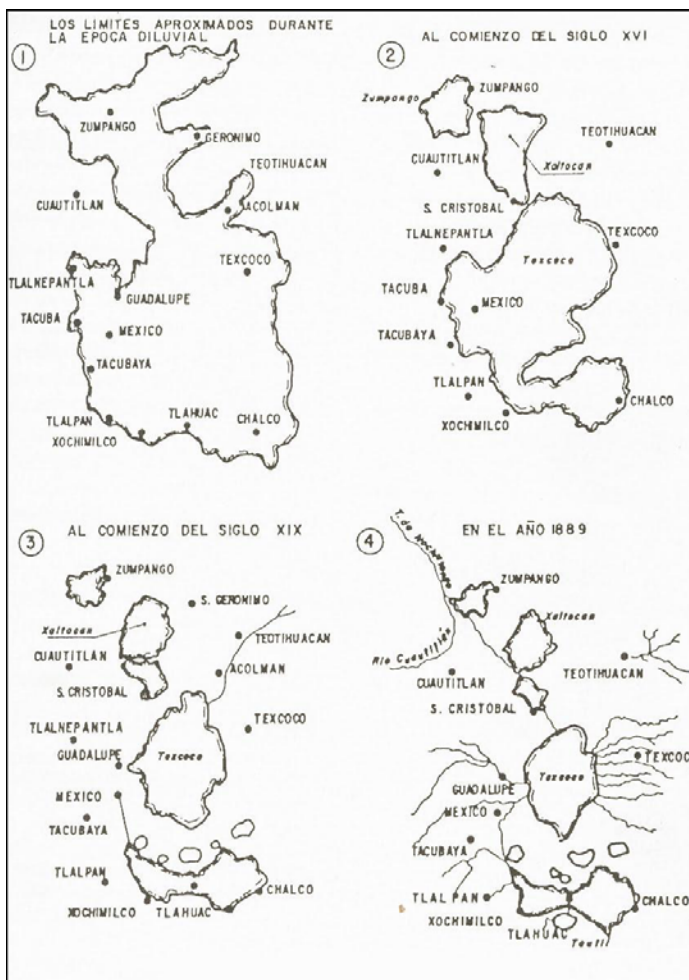 LOS LIMITES APROXIMADOS DURANTE
LA EPOCA DILUVIAL
1
ZUMPANGO
GERONIMO
TEOTIHUACAN
CUAUTITLAN
ACOLMAN
TEXCOCO
TLALNEPANTLA
GUADALUPE
TACUBA
MEXICO
TACUBAYA
TLALPAN
TLAHUAC
CHALCO
XOCHIMILCO
AL COMIENZO DEL SIGLO XVI
2
ZUMPANGO
Zumpango
TEOTIHUACAN
CUAUTITLAN
Xaltocan
S. CRISTOBAL
TLALNEPANTLA
TEXCOCO
Texcoco
TACUBA
MEXICO
TACUBAYA
TLALPAN
CHALCO
XOCHIMILCO
3
AL COMIENZO DEL SIGLO XIX
ZUMPANGO
S. GERONIMO
Xaltocan
TEOTIHUACAN
CUAUTITLAN
ACOLMAN
S. CRISTOBAL
TLALNEPANTLA
TEXCOCO
GUADALUPE
Texcoco
MEXICO
TACUBAYA
TLALPAN
CHALCO
XOCHIMILCO
TLAHUAC
4
EN EL AÑO 1889
T. de Nochistongo
ZUMPANGO
Xaltocan
Rio Cuautitlán
TEOTIHUACAN
CUAUTITLAN
S. CRISTOBAL
TEXCOCO
Texcoco
GUADALUPE
MEXICO
TACUBAYA
TLALPAN
CHALCO
XOCHIMILCO
TLAHUAC